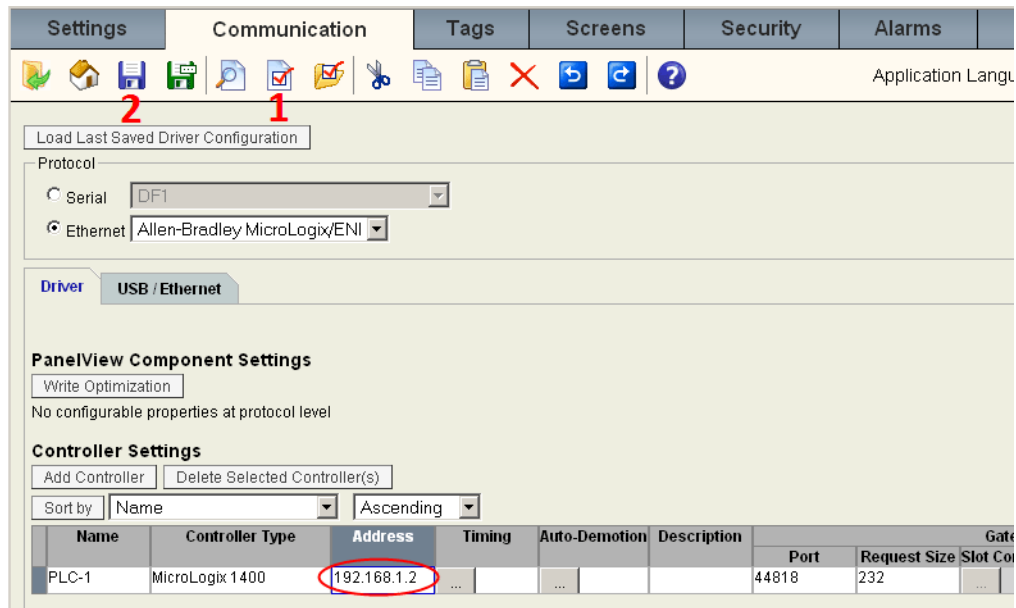 Settings Communication Tags Screens Security Alarms
Application Langu
2 1
Load Last Saved Driver Configuration
Protocol
Serial DF1
Ethernet Allen-Bradley MicroLogix/ENI
Driver USB / Ethernet
PanelView Component Settings
Write Optimization
No configurable properties at protocol level
Controller Settings
Add Controller Delete Selected Controller(s)
Sort by Name Ascending
Gate
Name Controller Type Address Timing Auto-Demotion Description Port Request Size Slot Con
PLC-1 MicroLogix 1400 192.168.1.2 ... ... 44818 232 ...